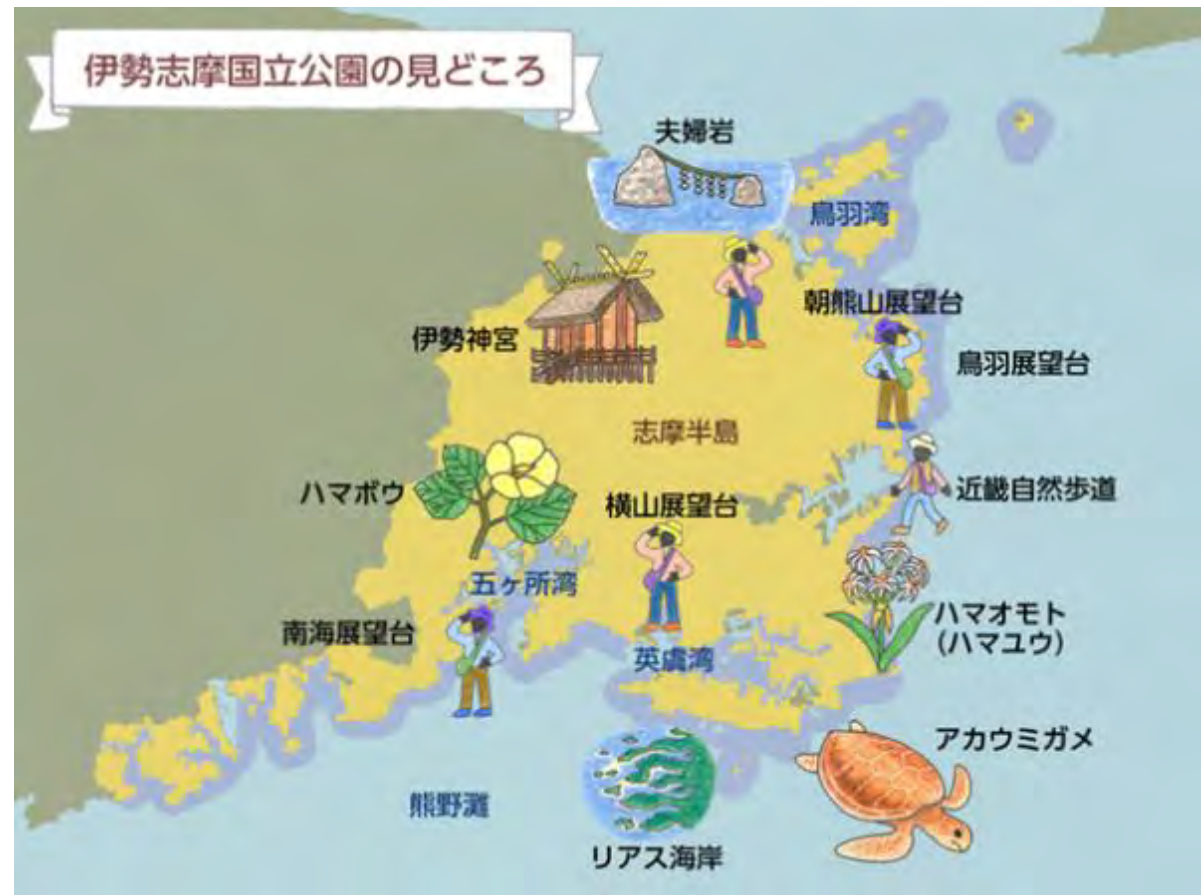 伊勢志摩国立公園の見どころ
夫婦岩
鳥羽湾
朝熊山展望台
伊勢神宮
鳥羽展望台
志摩半島
ハマボウ
横山展望台
近畿自然歩道
五ヶ所湾
南海展望台
英虞湾
ハマオモト
(ハマユウ)
アカウミガメ
熊野灘
リアス海岸